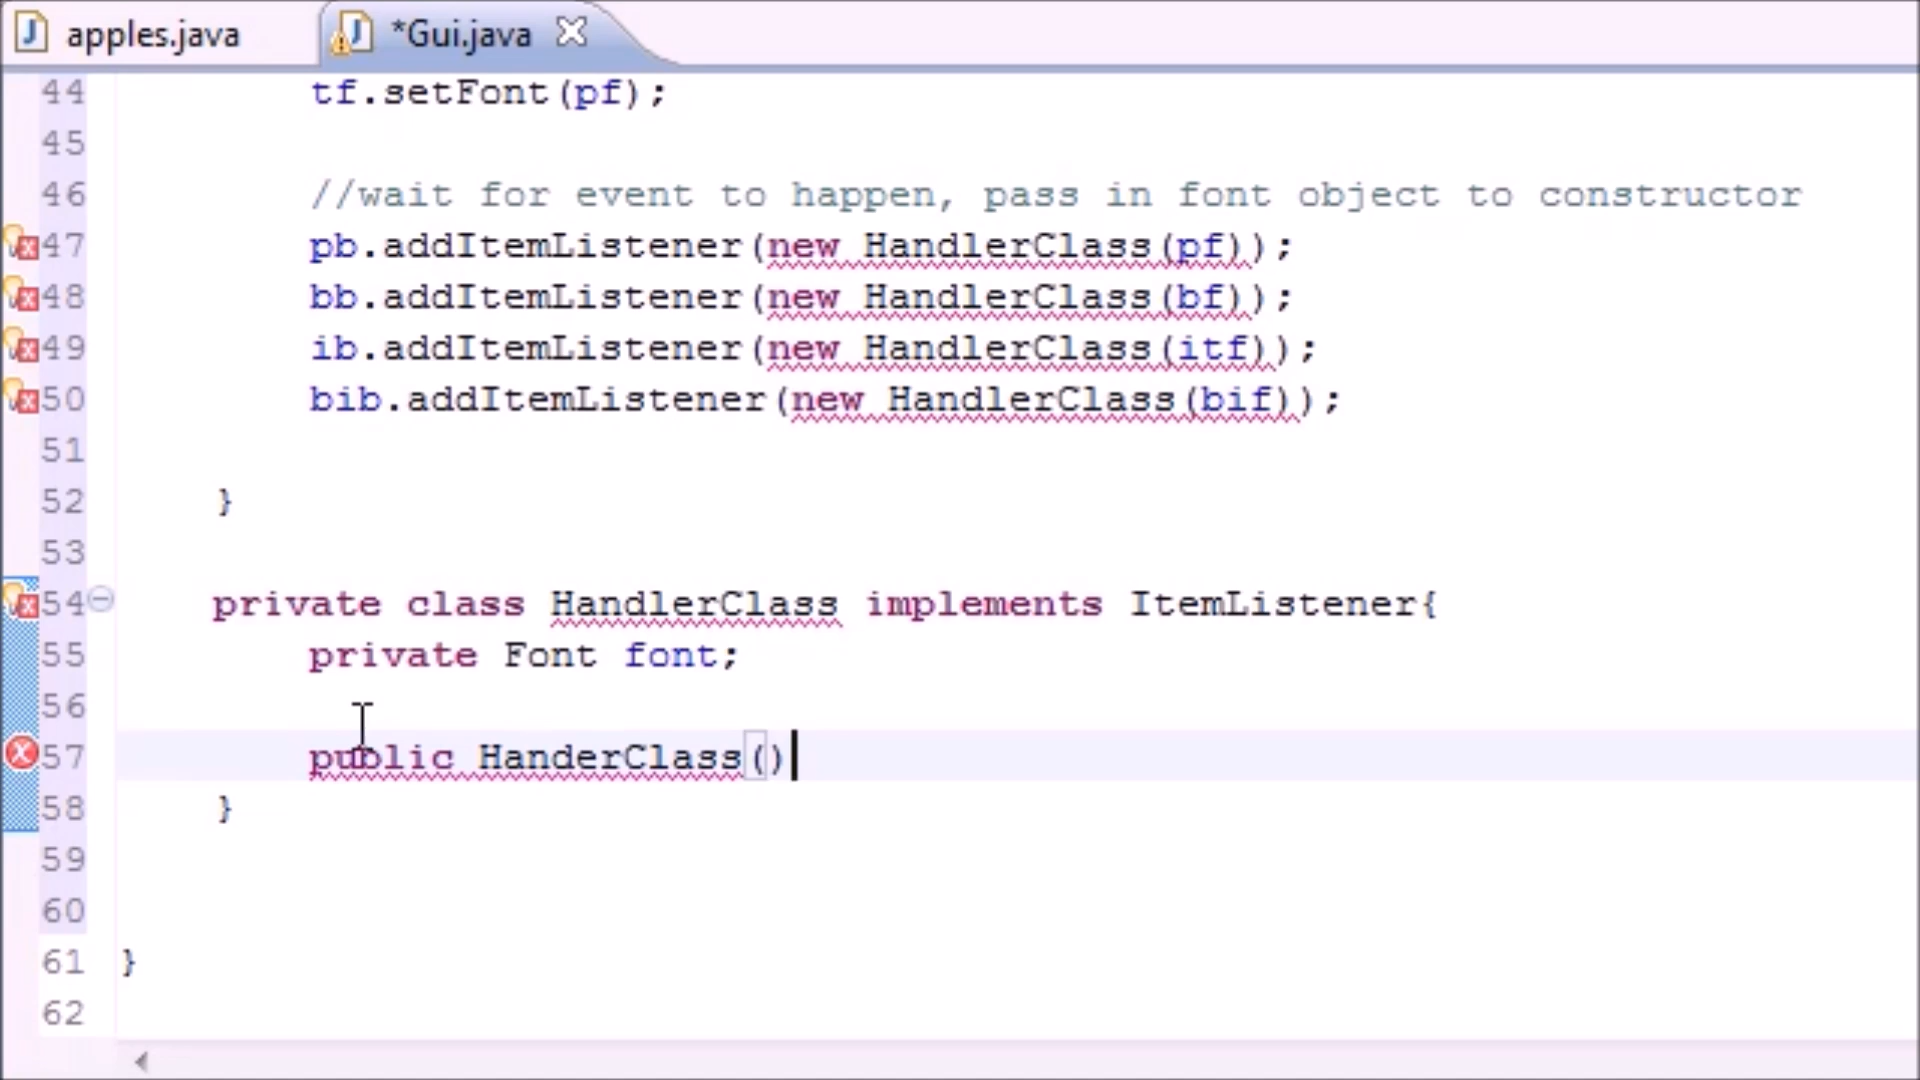 apples.java
*Gui.java
44 tf.setFont(pf);
45
46 //wait for event to happen, pass in font object to constructor
47 pb.addItemListener(new HandlerClass(pf));
48 bb.addItemListener(new HandlerClass(bf));
49 ib.addItemListener(new HandlerClass(itf));
50 bib.addItemListener(new HandlerClass(bif));
51
52 }
53
54 private class HandlerClass implements ItemListener{
55 private Font font;
56
57 public HanderClass()
58 }
59
60
61 }
62